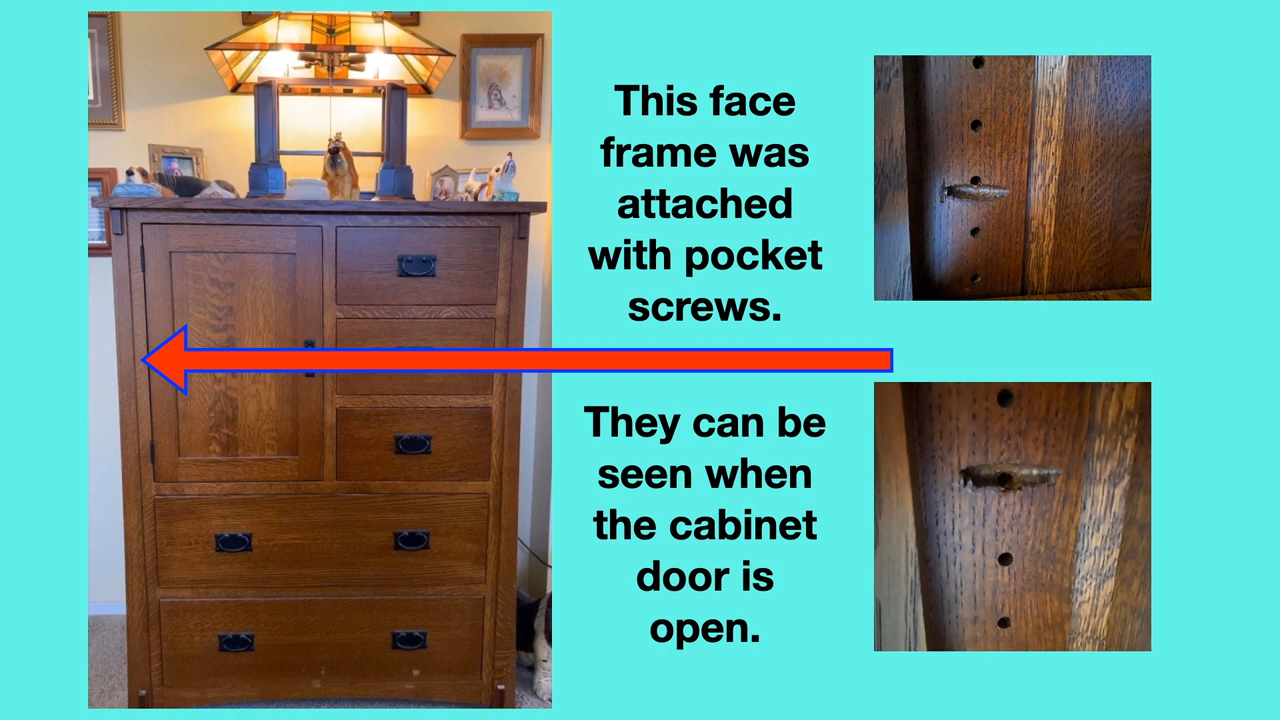 This face
frame was
attached
with pocket
screws.
They can be
seen when
the cabinet
door is
open.